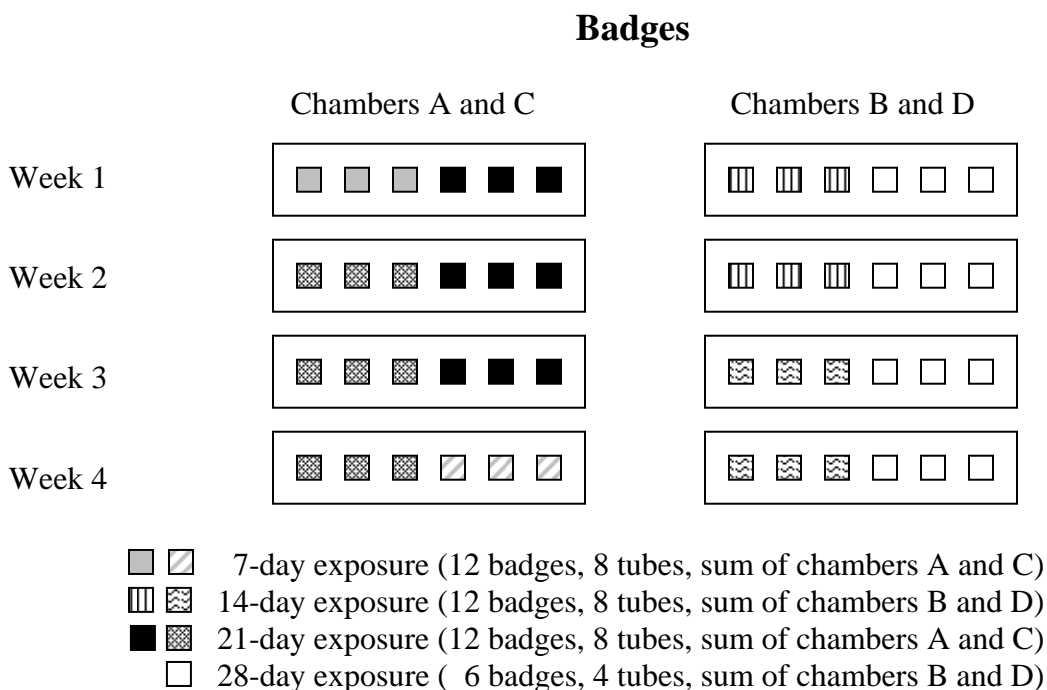 Badges
Chambers A and C Chambers B and D
Week 1
Week 2
Week 3
Week 4
7-day exposure (12 badges, 8 tubes, sum of chambers A and C)
14-day exposure (12 badges, 8 tubes, sum of chambers B and D)
21-day exposure (12 badges, 8 tubes, sum of chambers A and C)
28-day exposure ( 6 badges, 4 tubes, sum of chambers B and D)